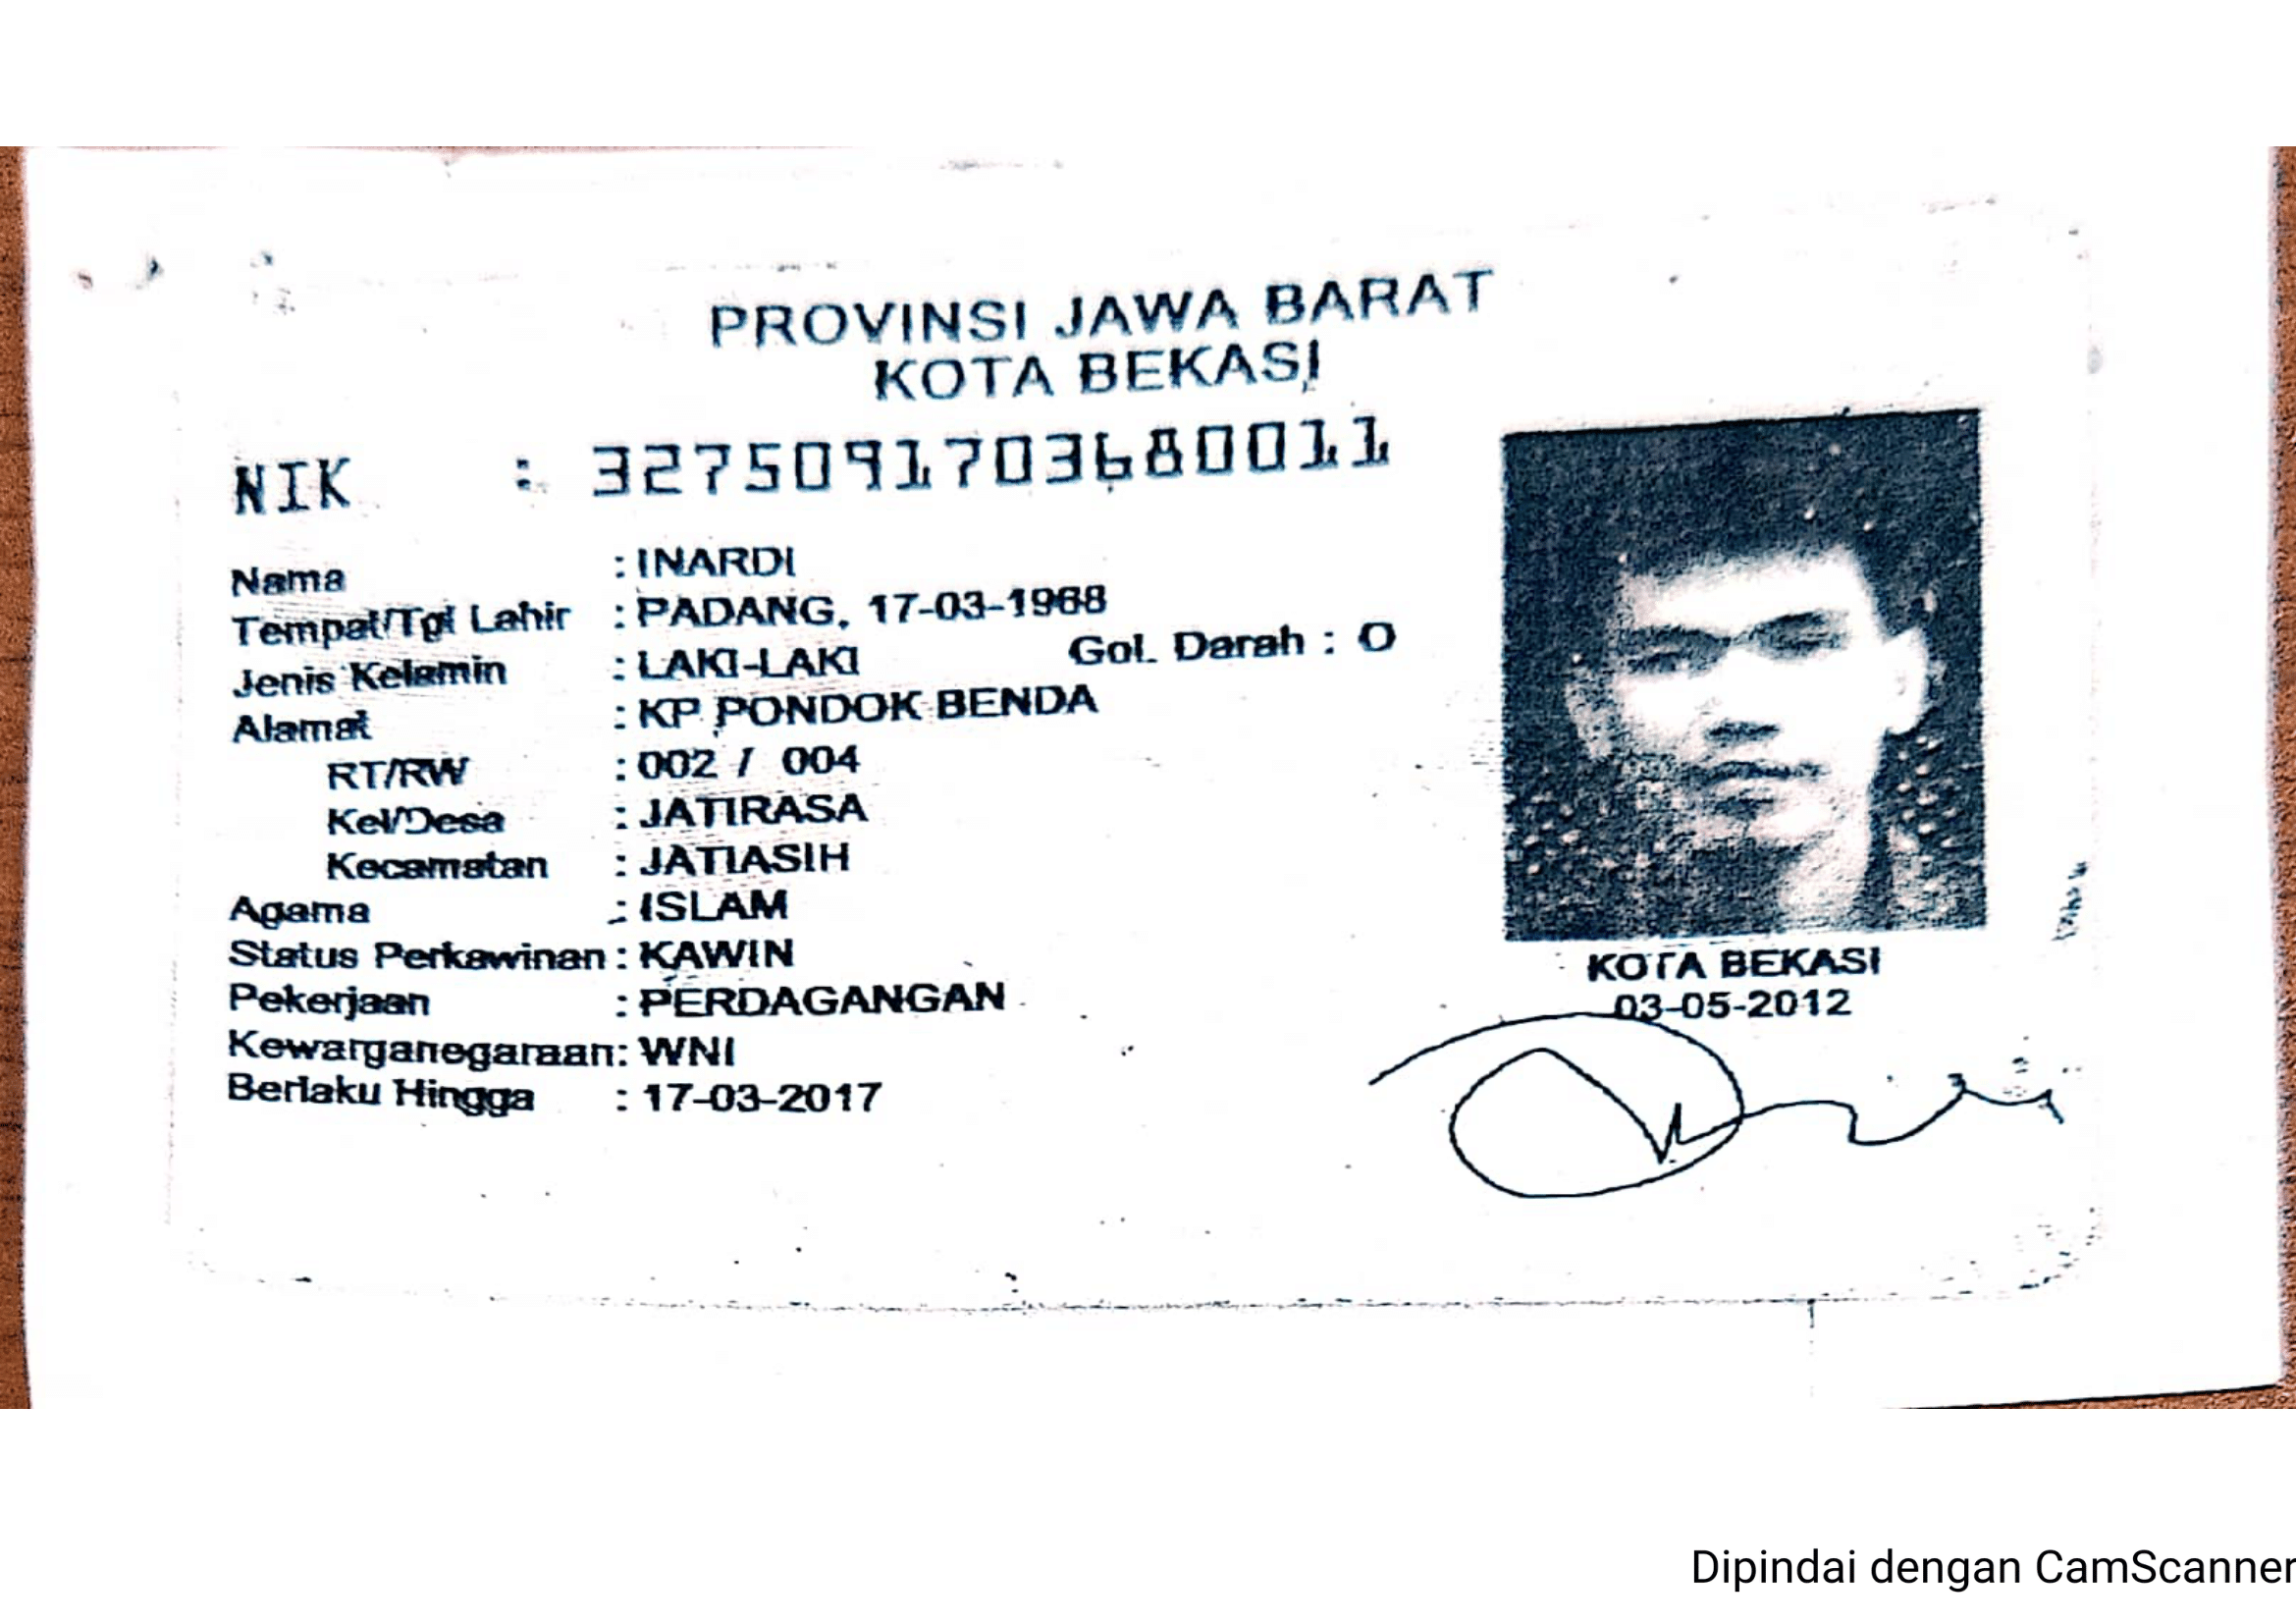 PROVINSI JAWA BARAT
KOTA BEKASI
NIK : 3275091703680011
Nama : INARDI
Tempat/Tgl Lahir : PADANG, 17-03-1968
Jenis Kelamin : LAKI-LAKI Gol. Darah : O
Alamat : KP PONDOK BENDA
RT/RW : 002 / 004
Kel/Desa : JATIRASA
Kecamatan : JATIASIH
Agama : ISLAM
Status Perkawinan : KAWIN
Pekerjaan : PERDAGANGAN
Kewarganegaraan : WNI
Berlaku Hingga : 17-03-2017
KOTA BEKASI
03-05-2012
Dipindai dengan CamScanner